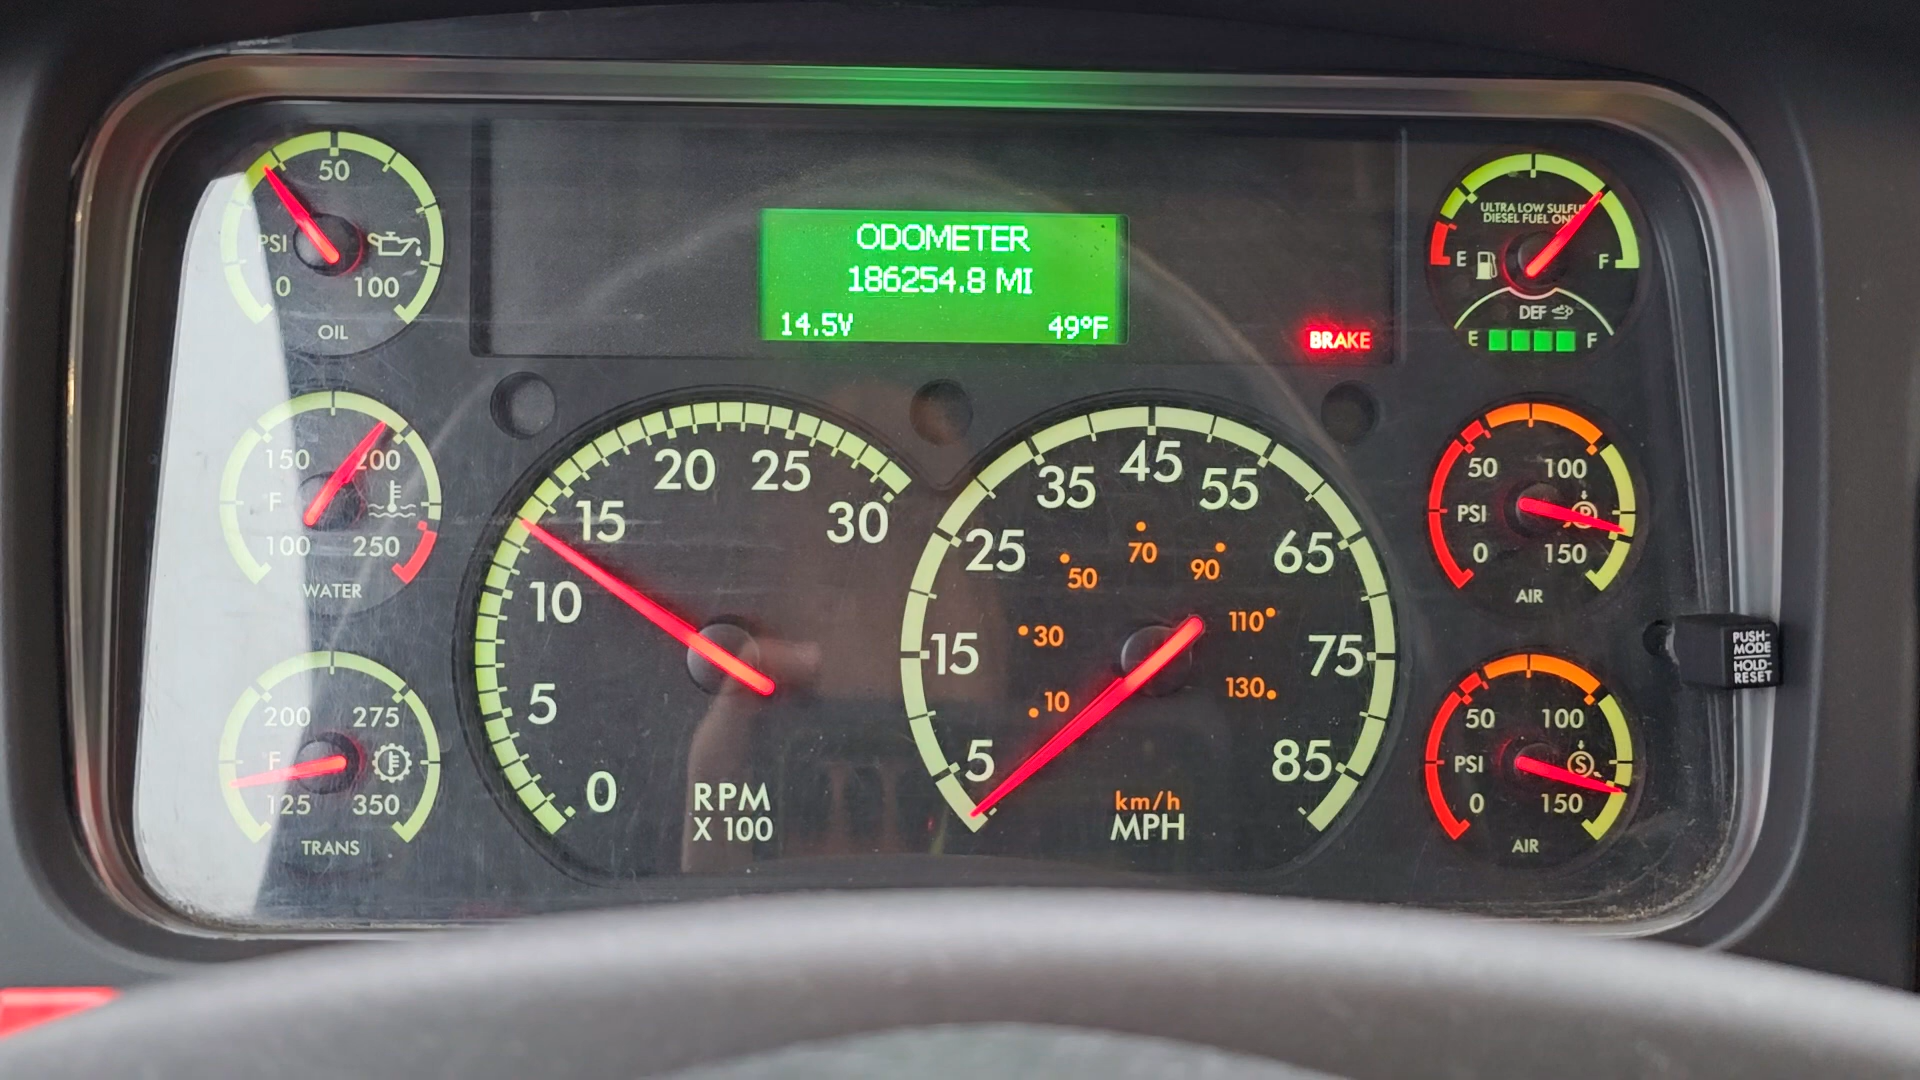 50
PSI
0
100
OIL
ODOMETER
186254.8 MI
14.5V
49°F
BRAKE
ULTRA LOW SULFU
DIESEL FUEL ON
E
F
DEF
E
F
150
200
F
100
250
WATER
0
5
10
15
20
25
30
RPM
X 100
5
15
25
35
45
55
65
75
85
10
30
50
70
90
110
130
km/h
MPH
50
100
PSI
P
0
150
AIR
PUSH-
MODE
HOLD-
RESET
200
275
F
125
350
TRANS
50
100
PSI
S
0
150
AIR